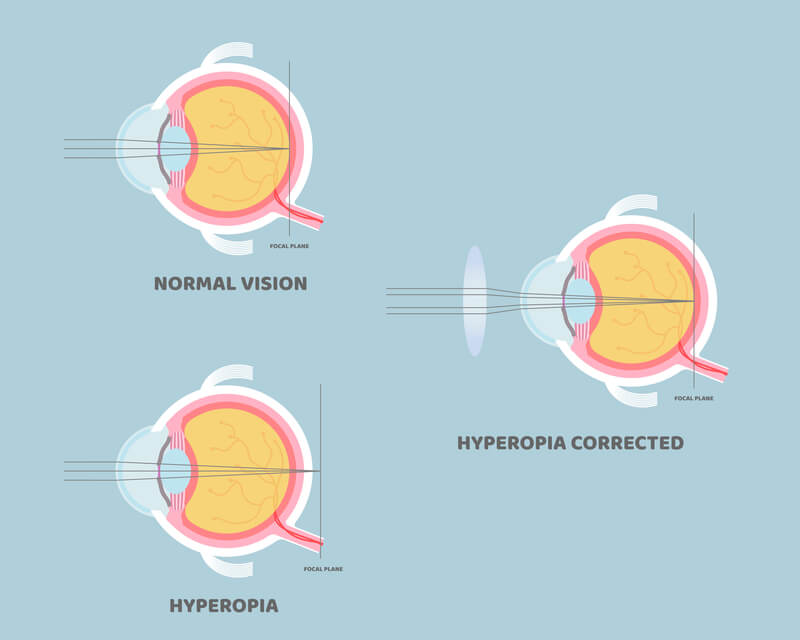 FOCAL PLANE
NORMAL VISION
FOCAL PLANE
HYPEROPIA
FOCAL PLANE
HYPEROPIA CORRECTED